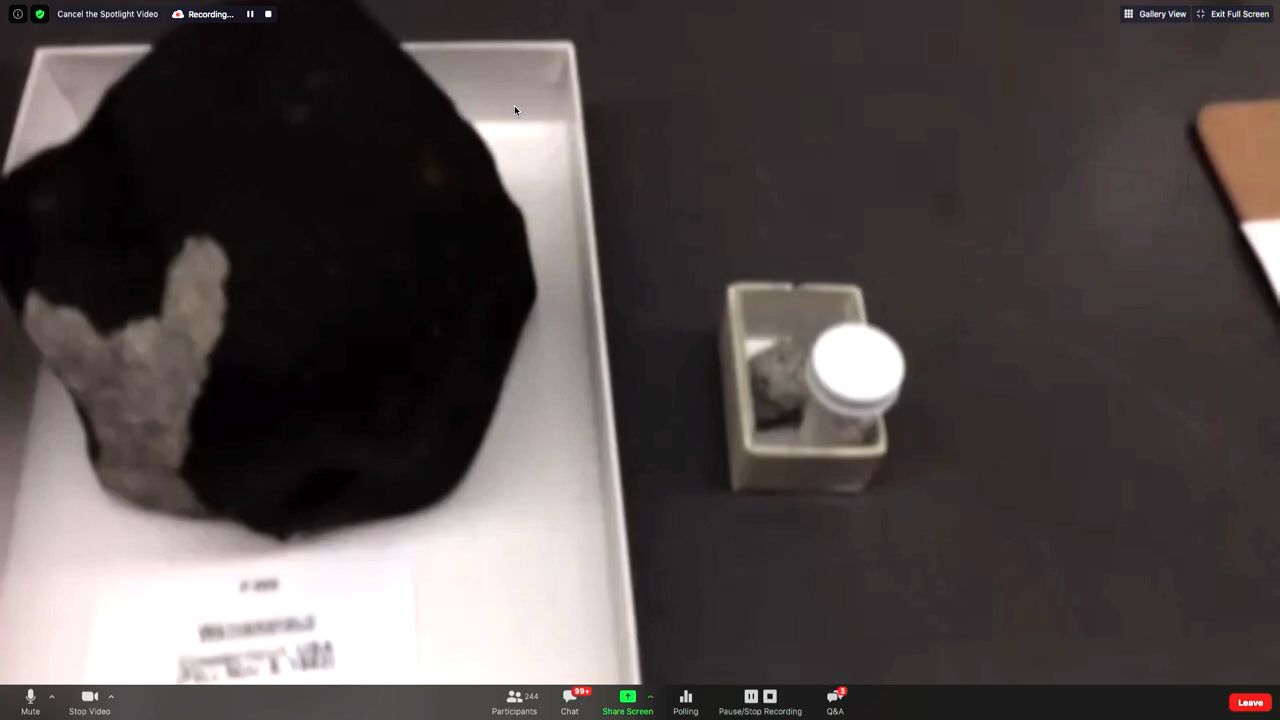 Cancel the Spotlight Video
Recording...
Gallery View
Exit Full Screen
Mute
Stop Video
Participants
244
Chat
99+
Share Screen
Polling
Pause/Stop Recording
Q&A
3
Leave